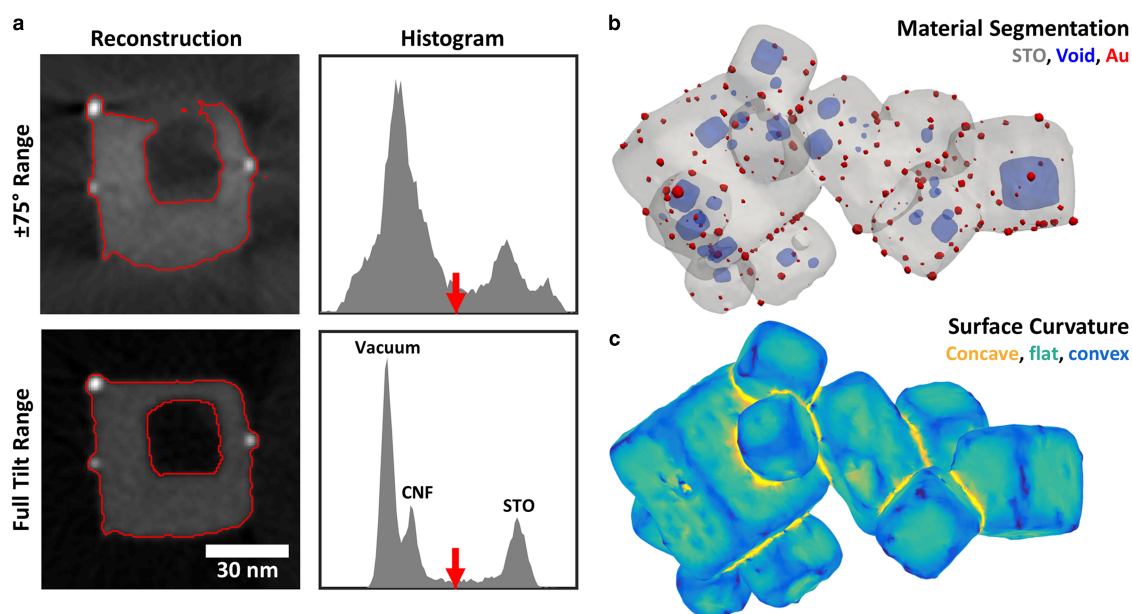 a
Reconstruction
Histogram
±75° Range
Full Tilt Range
Vacuum
CNF
STO
30 nm
b
Material Segmentation
STO, Void, Au
c
Surface Curvature
Concave, flat, convex